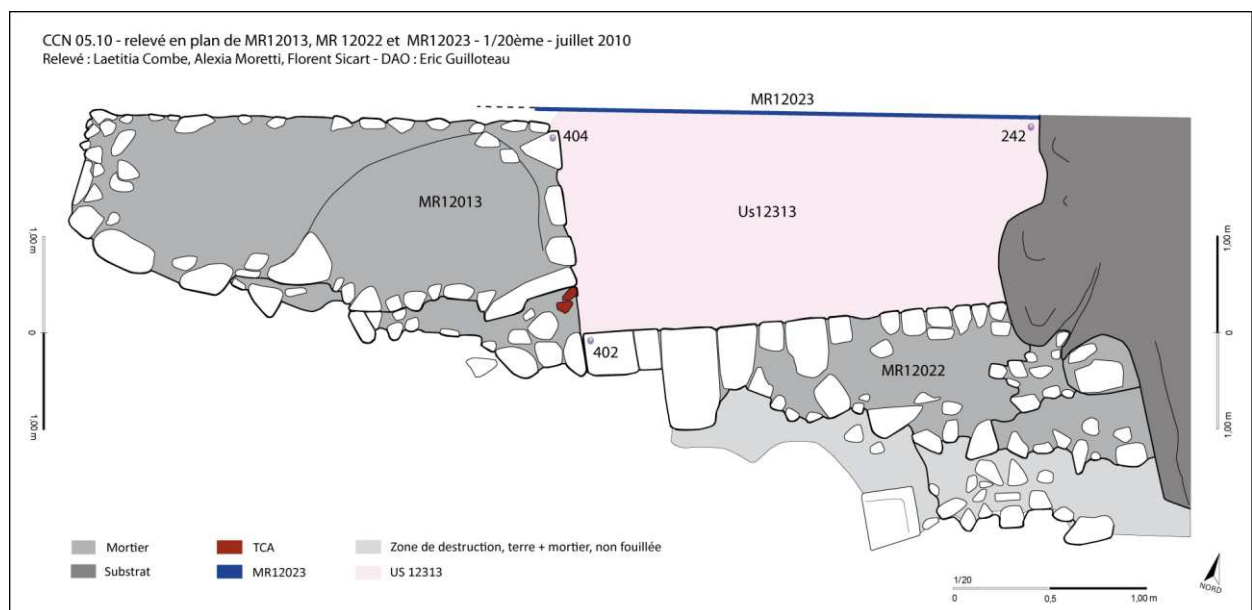 CCN 05.10 - relevé en plan de MR12013, MR 12022 et MR12023 - 1/20ème - juillet 2010
Relevé : Laetitia Combe, Alexia Moretti, Florent Sicart - DAO : Eric Guilloteau
MR12023
404
242
MR12013
Us12313
1,00 m
0
1,00 m
1,00 m
0
1,00 m
402
MR12022
Mortier
TCA
Zone de destruction, terre + mortier, non fouillée
Substrat
MR12023
US 12313
1/20
0
0,5
1,00 m
NORD